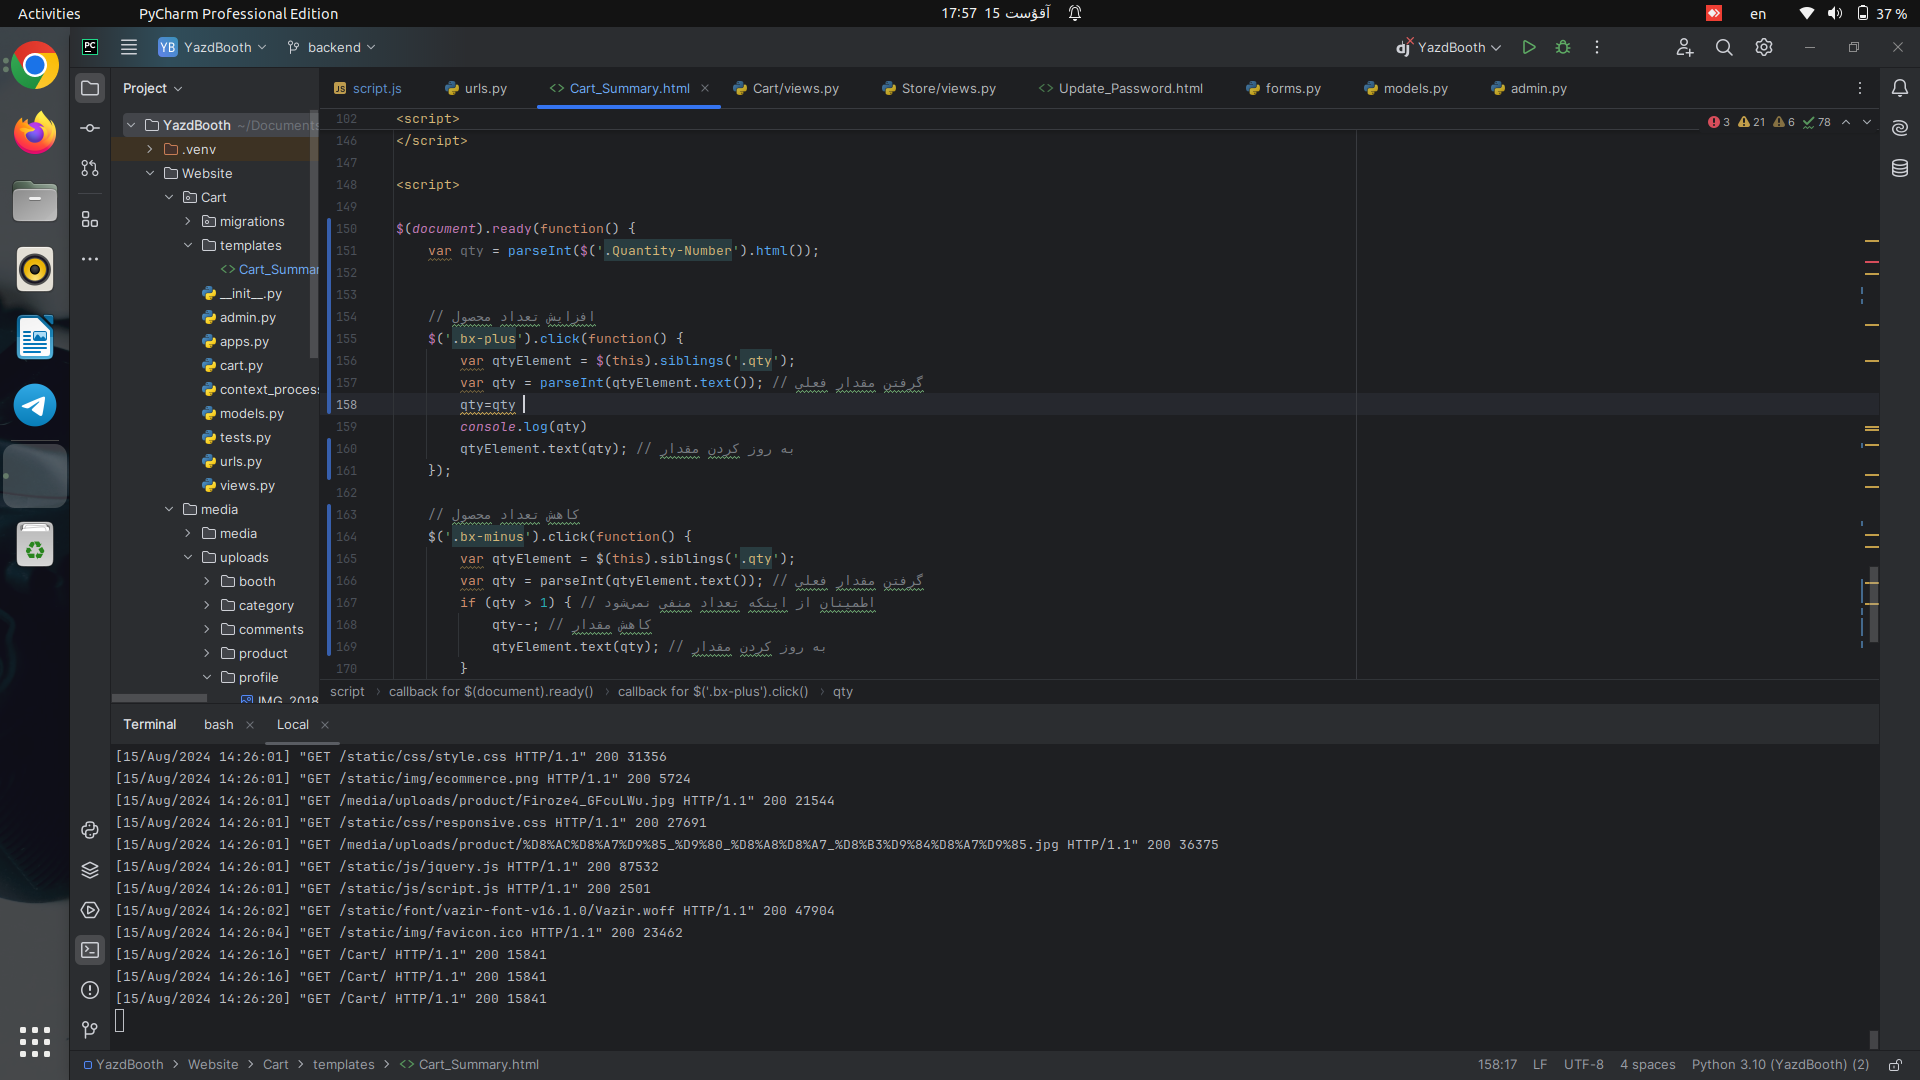 Activities
PyCharm Professional Edition
17:57 15 آگوست
en
37 %
YB YazdBooth
backend
YazdBooth
Project
script.js
urls.py
Cart_Summary.html
Cart/views.py
Store/views.py
Update_Password.html
forms.py
models.py
admin.py
3 21 6 78
YazdBooth ~/Documents
.venv
Website
Cart
migrations
templates
Cart_Summar
__init__.py
admin.py
apps.py
cart.py
context_process
models.py
tests.py
urls.py
views.py
media
media
uploads
booth
category
comments
product
profile
IMG_2018
102 <script>
146 </script>
147
148 <script>
149
150 $(document).ready(function() {
151 var qty = parseInt($('.Quantity-Number').html());
152
153
154 // افزایش تعداد محصول
155 $('.bx-plus').click(function() {
156 var qtyElement = $(this).siblings('.qty');
157 var qty = parseInt(qtyElement.text()); // گرفتن مقدار فعلی
158 qty=qty
159 console.log(qty)
160 qtyElement.text(qty); // به روز کردن مقدار
161 });
162
163 // کاهش تعداد محصول
164 $('.bx-minus').click(function() {
165 var qtyElement = $(this).siblings('.qty');
166 var qty = parseInt(qtyElement.text()); // گرفتن مقدار فعلی
167 if (qty > 1) { // اطمینان از اینکه تعداد منفی نمی‌شود
168 qty--; // کاهش مقدار
169 qtyElement.text(qty); // به روز کردن مقدار
170 }
script callback for $(document).ready() callback for $('.bx-plus').click() qty
Terminal bash Local
[15/Aug/2024 14:26:01] "GET /static/css/style.css HTTP/1.1" 200 31356
[15/Aug/2024 14:26:01] "GET /static/img/ecommerce.png HTTP/1.1" 200 5724
[15/Aug/2024 14:26:01] "GET /media/uploads/product/Firoze4_GFcuLWu.jpg HTTP/1.1" 200 21544
[15/Aug/2024 14:26:01] "GET /static/css/responsive.css HTTP/1.1" 200 27691
[15/Aug/2024 14:26:01] "GET /media/uploads/product/%D8%AC%D8%A7%D9%85_%D9%80_%D8%A8%D8%A7_%D8%B3%D9%84%D8%A7%D9%85.jpg HTTP/1.1" 200 36375
[15/Aug/2024 14:26:01] "GET /static/js/jquery.js HTTP/1.1" 200 87532
[15/Aug/2024 14:26:01] "GET /static/js/script.js HTTP/1.1" 200 2501
[15/Aug/2024 14:26:02] "GET /static/font/vazir-font-v16.1.0/Vazir.woff HTTP/1.1" 200 47904
[15/Aug/2024 14:26:04] "GET /static/img/favicon.ico HTTP/1.1" 200 23462
[15/Aug/2024 14:26:16] "GET /Cart/ HTTP/1.1" 200 15841
[15/Aug/2024 14:26:16] "GET /Cart/ HTTP/1.1" 200 15841
[15/Aug/2024 14:26:20] "GET /Cart/ HTTP/1.1" 200 15841
YazdBooth Website Cart templates Cart_Summary.html
158:17 LF UTF-8 4 spaces Python 3.10 (YazdBooth) (2)